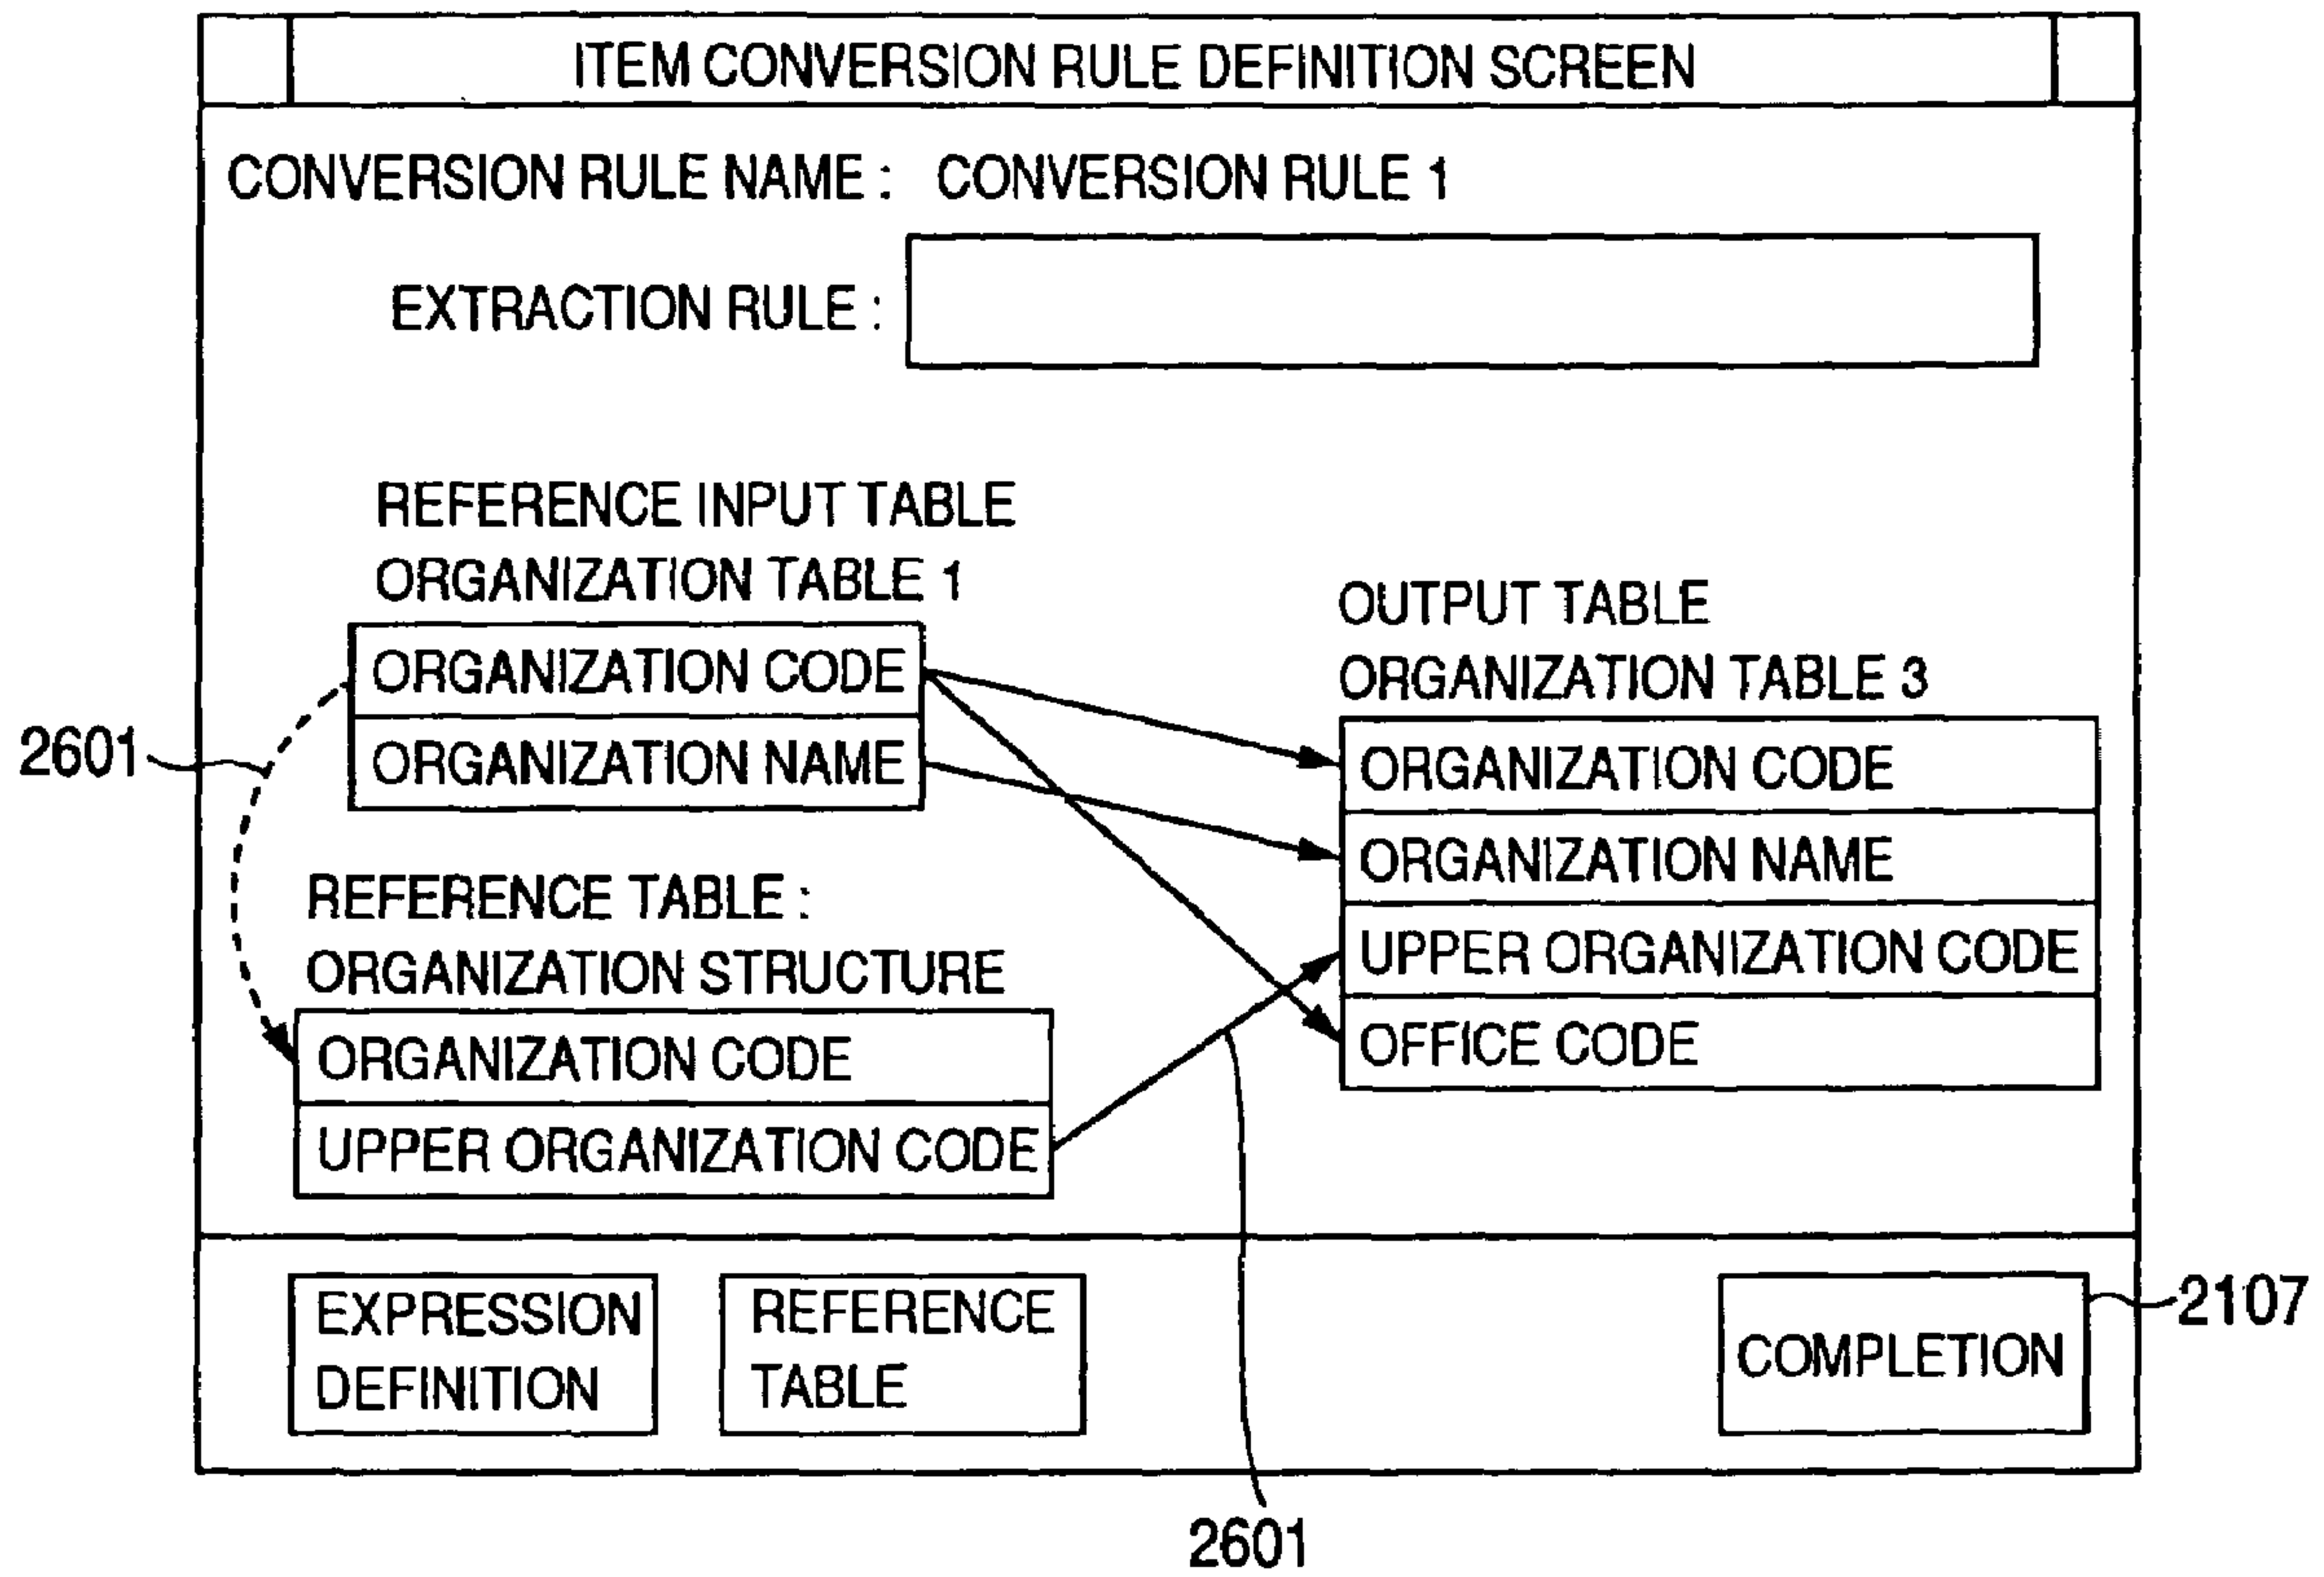 ITEM CONVERSION RULE DEFINITION SCREEN
CONVERSION RULE NAME : CONVERSION RULE 1
EXTRACTION RULE :
REFERENCE INPUT TABLE
ORGANIZATION TABLE 1
ORGANIZATION CODE
ORGANIZATION NAME
2601
OUTPUT TABLE
ORGANIZATION TABLE 3
ORGANIZATION CODE
ORGANIZATION NAME
UPPER ORGANIZATION CODE
OFFICE CODE
REFERENCE TABLE :
ORGANIZATION STRUCTURE
ORGANIZATION CODE
UPPER ORGANIZATION CODE
EXPRESSION
DEFINITION
REFERENCE
TABLE
COMPLETION
2107
2601